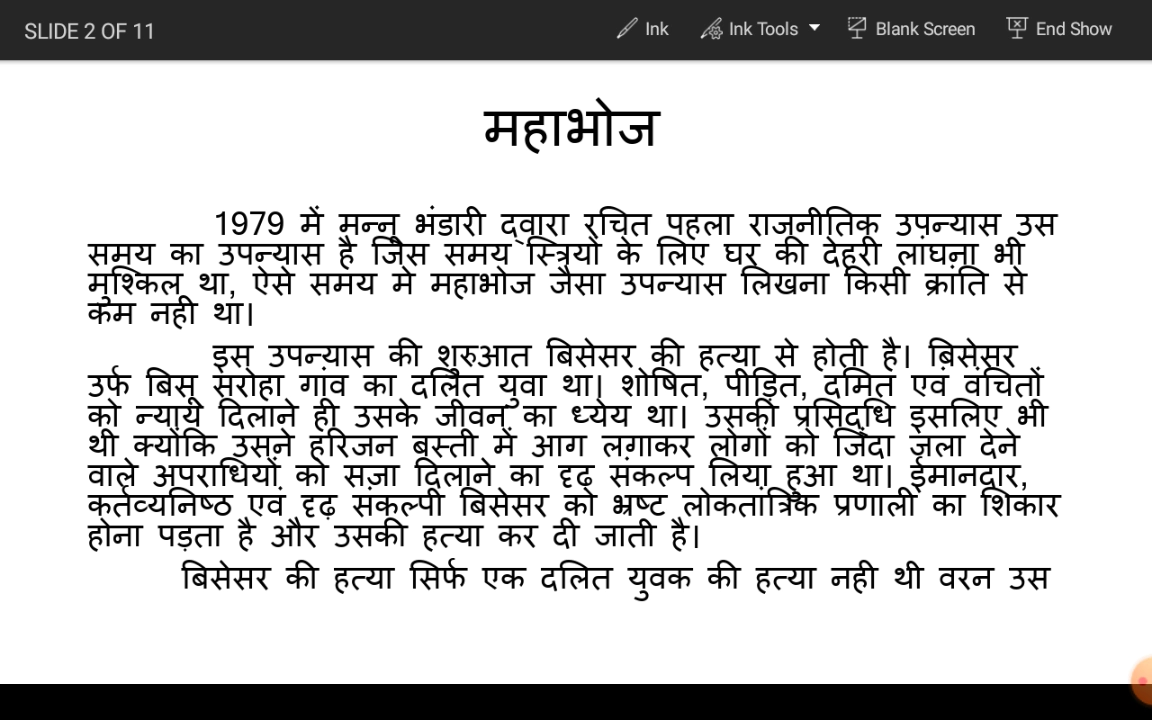 SLIDE 2 OF 11
Ink
Ink Tools
Blank Screen
End Show
महाभोज
1979 में मन्नू भंडारी द्वारा रचित पहला राजनीतिक उपन्यास उस
समय का उपन्यास है जिस समय स्त्रियों के लिए घर की देहरी लांघना भी
मुश्किल था, ऐसे समय में महाभोज जैसा उपन्यास लिखना किसी क्रांति से
कम नहीं था।
इस उपन्यास की शुरुआत बिसेसर की हत्या से होती है। बिसेसर
उर्फ बिसू सरोहा गांव का दलित युवा था। शोषित, पीड़ित, दमित एवं वंचितों
को न्याय दिलाने ही उसके जीवन का ध्येय था। उसकी प्रसिद्धि इसलिए भी
थी क्योंकि उसने हरिजन बस्ती में आग लगाकर लोगों को जिंदा जला देने
वाले अपराधियों को सज़ा दिलाने का दृढ़ संकल्प लिया हुआ था। ईमानदार,
कर्तव्यनिष्ठ एवं दृढ़ संकल्पी बिसेसर को भ्रष्ट लोकतांत्रिक प्रणाली का शिकार
होना पड़ता है और उसकी हत्या कर दी जाती है।
बिसेसर की हत्या सिर्फ एक दलित युवक की हत्या नही थी वरन उस